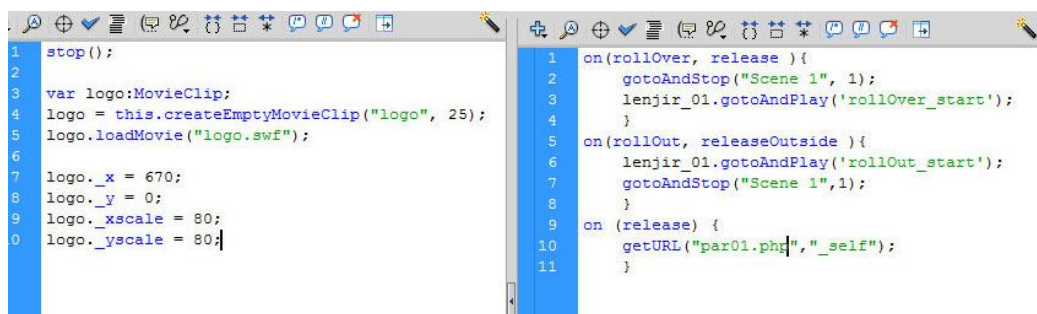 1 stop();
2
3 var logo:MovieClip;
4 logo = this.createEmptyMovieClip("logo", 25);
5 logo.loadMovie("logo.swf");
6
7 logo._x = 670;
8 logo._y = 0;
9 logo._xscale = 80;
10 logo._yscale = 80;
1 on(rollOver, release ){
2 gotoAndStop("Scene 1", 1);
3 lenjir_01.gotoAndPlay('rollOver_start');
4 }
5 on(rollOut, releaseOutside ){
6 lenjir_01.gotoAndPlay('rollOut_start');
7 gotoAndStop("Scene 1",1);
8 }
9 on (release) {
10 getURL("par01.php","_self");
11 }